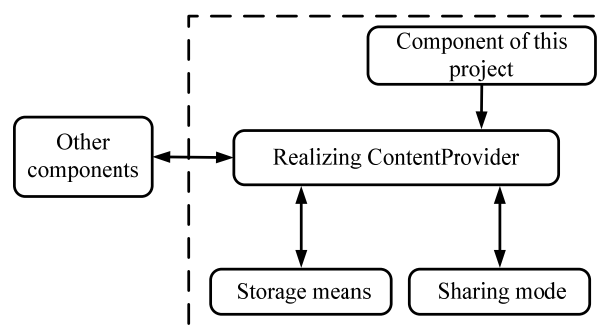 Component of this
project
Other
components
Realizing ContentProvider
Storage means
Sharing mode